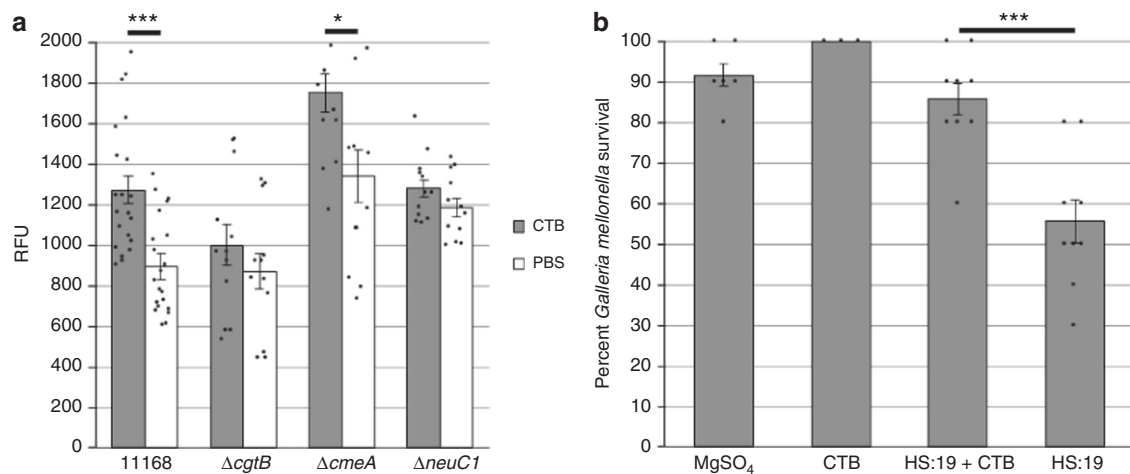 a
***
*
RFU
2000
1800
1600
1400
1200
1000
800
600
400
200
0
11168
ΔcgtB
ΔcmeA
ΔneuC1
CTB
PBS
b
***
Percent Galleria mellonella survival
100
90
80
70
60
50
40
30
20
10
0
MgSO₄
CTB
HS:19 + CTB
HS:19